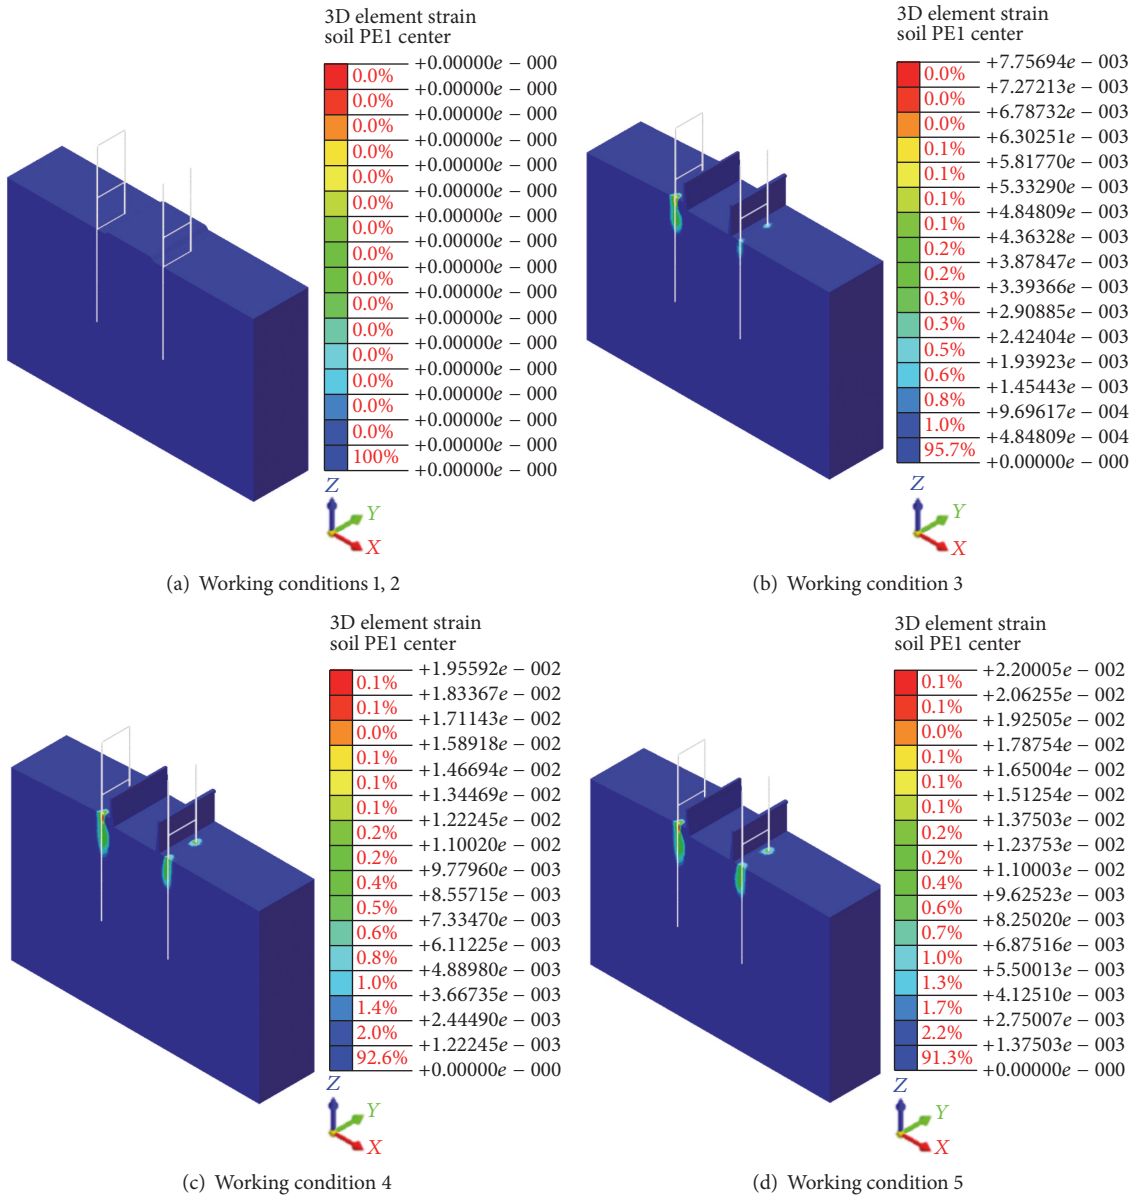 3D element strain
soil PE1 center
+0.00000e − 000
0.0%
+0.00000e − 000
0.0%
+0.00000e − 000
0.0%
+0.00000e − 000
0.0%
+0.00000e − 000
0.0%
+0.00000e − 000
0.0%
+0.00000e − 000
0.0%
+0.00000e − 000
0.0%
+0.00000e − 000
0.0%
+0.00000e − 000
0.0%
+0.00000e − 000
0.0%
+0.00000e − 000
0.0%
+0.00000e − 000
0.0%
+0.00000e − 000
0.0%
+0.00000e − 000
0.0%
+0.00000e − 000
100%
+0.00000e − 000
Z
Y
X
(a) Working conditions 1, 2
3D element strain
soil PE1 center
+7.75694e − 003
0.0%
+7.27213e − 003
0.0%
+6.78732e − 003
0.0%
+6.30251e − 003
0.1%
+5.81770e − 003
0.1%
+5.33290e − 003
0.1%
+4.84809e − 003
0.1%
+4.36328e − 003
0.2%
+3.87847e − 003
0.2%
+3.39366e − 003
0.3%
+2.90885e − 003
0.3%
+2.42404e − 003
0.5%
+1.93923e − 003
0.6%
+1.45443e − 003
0.8%
+9.69617e − 004
1.0%
+4.84809e − 004
95.7%
+0.00000e − 000
Z
Y
X
(b) Working condition 3
3D element strain
soil PE1 center
+1.95592e − 002
0.1%
+1.83367e − 002
0.1%
+1.71143e − 002
0.0%
+1.58918e − 002
0.1%
+1.46694e − 002
0.1%
+1.34469e − 002
0.1%
+1.22245e − 002
0.2%
+1.10020e − 002
0.2%
+9.77960e − 003
0.4%
+8.55715e − 003
0.5%
+7.33470e − 003
0.6%
+6.11225e − 003
0.8%
+4.88980e − 003
1.0%
+3.66735e − 003
1.4%
+2.44490e − 003
2.0%
+1.22245e − 003
92.6%
+0.00000e − 000
Z
Y
X
(c) Working condition 4
3D element strain
soil PE1 center
+2.20005e − 002
0.1%
+2.06255e − 002
0.1%
+1.92505e − 002
0.0%
+1.78754e − 002
0.1%
+1.65004e − 002
0.1%
+1.51254e − 002
0.1%
+1.37503e − 002
0.2%
+1.23753e − 002
0.2%
+1.10003e − 002
0.4%
+9.62523e − 003
0.6%
+8.25020e − 003
0.7%
+6.87516e − 003
1.0%
+5.50013e − 003
1.3%
+4.12510e − 003
1.7%
+2.75007e − 003
2.2%
+1.37503e − 003
91.3%
+0.00000e − 000
Z
Y
X
(d) Working condition 5